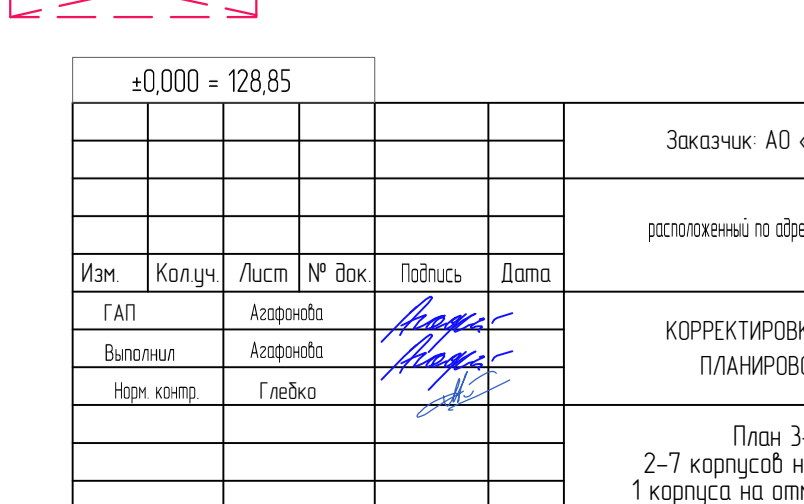 ±0,000 = 128,85
Заказчик: АО «
расположенный по адре
Изм. Кол.уч. Лист № док. Подпись Дата
ГАП Агафонова
Выполнил Агафонова
Норм. контр. Глебко
КОРРЕКТИРОВК
ПЛАНИРОВО
План 3-
2-7 корпусов н
1 корпуса на отм